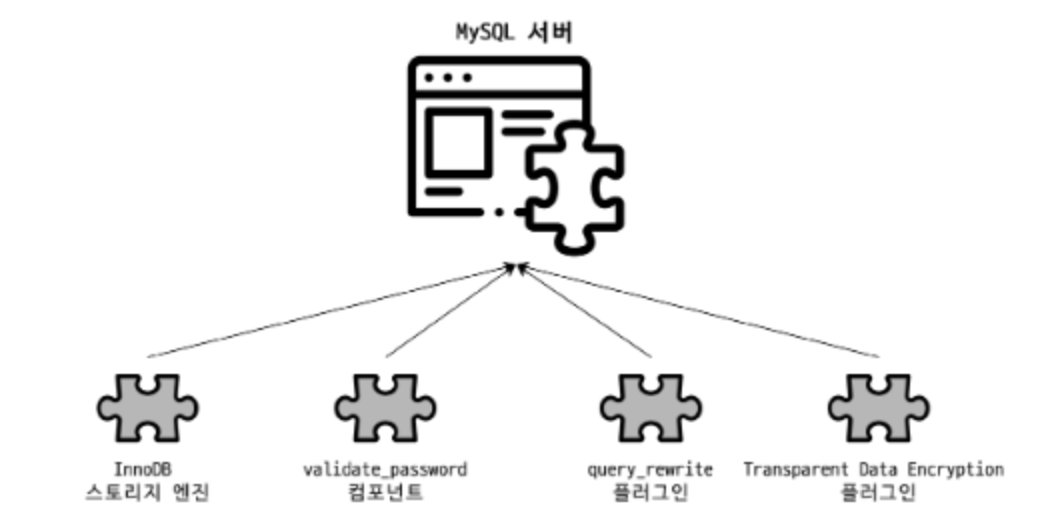 MySQL 서버
InnoDB
스토리지 엔진
validate_password
컴포넌트
query_rewrite
플러그인
Transparent Data Encryption
플러그인